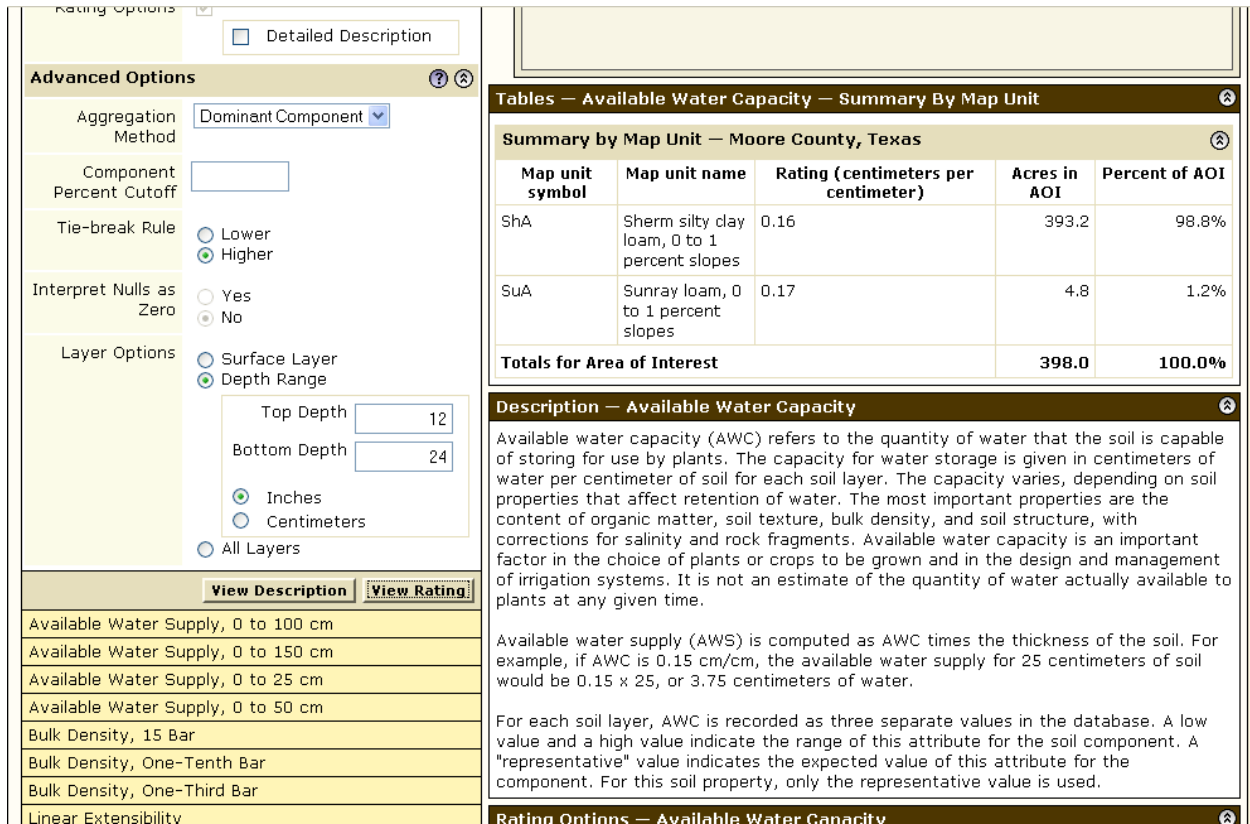 Rating Options
Detailed Description
Advanced Options
Aggregation
Method
Dominant Component
Component
Percent Cutoff
Tie-break Rule
Lower
Higher
Interpret Nulls as
Zero
Yes
No
Layer Options
Surface Layer
Depth Range
Top Depth
12
Bottom Depth
24
Inches
Centimeters
All Layers
View Description
View Rating
Available Water Supply, 0 to 100 cm
Available Water Supply, 0 to 150 cm
Available Water Supply, 0 to 25 cm
Available Water Supply, 0 to 50 cm
Bulk Density, 15 Bar
Bulk Density, One-Tenth Bar
Bulk Density, One-Third Bar
Linear Extensibility
Tables — Available Water Capacity — Summary By Map Unit
Summary by Map Unit — Moore County, Texas
Map unit
symbol
Map unit name
Rating (centimeters per
centimeter)
Acres in
AOI
Percent of AOI
ShA
Sherm silty clay
loam, 0 to 1
percent slopes
0.16
393.2
98.8%
SuA
Sunray loam, 0
to 1 percent
slopes
0.17
4.8
1.2%
Totals for Area of Interest
398.0
100.0%
Description — Available Water Capacity
Available water capacity (AWC) refers to the quantity of water that the soil is capable
of storing for use by plants. The capacity for water storage is given in centimeters of
water per centimeter of soil for each soil layer. The capacity varies, depending on soil
properties that affect retention of water. The most important properties are the
content of organic matter, soil texture, bulk density, and soil structure, with
corrections for salinity and rock fragments. Available water capacity is an important
factor in the choice of plants or crops to be grown and in the design and management
of irrigation systems. It is not an estimate of the quantity of water actually available to
plants at any given time.
Available water supply (AWS) is computed as AWC times the thickness of the soil. For
example, if AWC is 0.15 cm/cm, the available water supply for 25 centimeters of soil
would be 0.15 x 25, or 3.75 centimeters of water.
For each soil layer, AWC is recorded as three separate values in the database. A low
value and a high value indicate the range of this attribute for the soil component. A
"representative" value indicates the expected value of this attribute for the
component. For this soil property, only the representative value is used.
Rating Options — Available Water Capacity